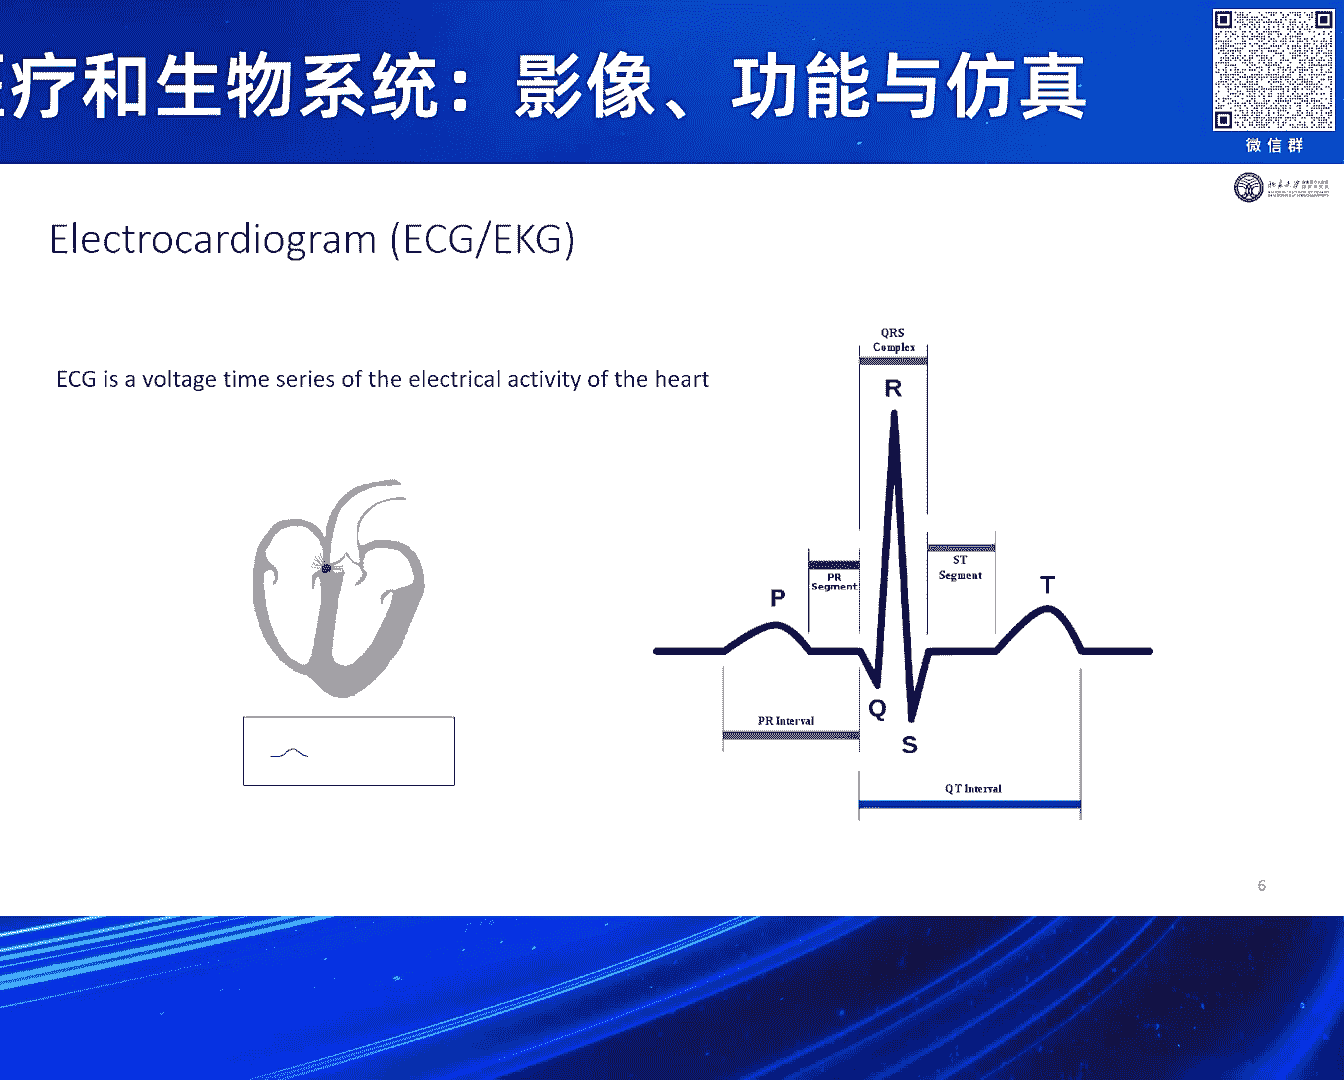 疗和生物系统：影像、功能与仿真
微信群
Electrocardiogram (ECG/EKG)
ECG is a voltage time series of the electrical activity of the heart
QRS
Complex
R
PR
Segment
ST
Segment
P
T
Q
S
PR Interval
QT Interval
6